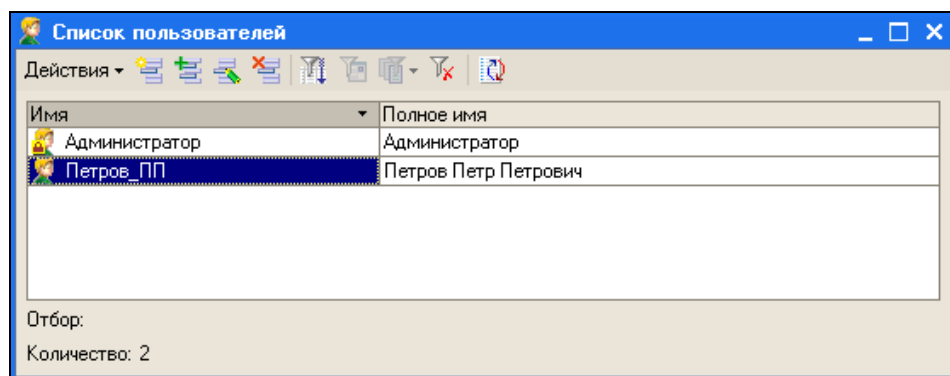 Список пользователей
Действия
Имя Полное имя
Администратор Администратор
Петров_ПП Петров Петр Петрович
Отбор:
Количество: 2